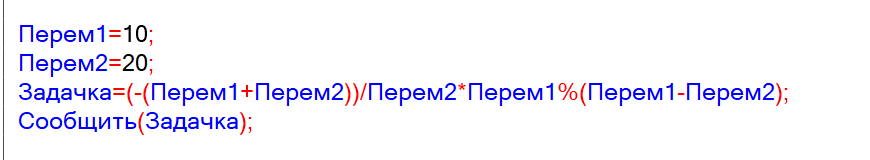 Перем1=10;
Перем2=20;
Задачка=(-(Перем1+Перем2))/Перем2*Перем1%(Перем1-Перем2);
Сообщить(Задачка);